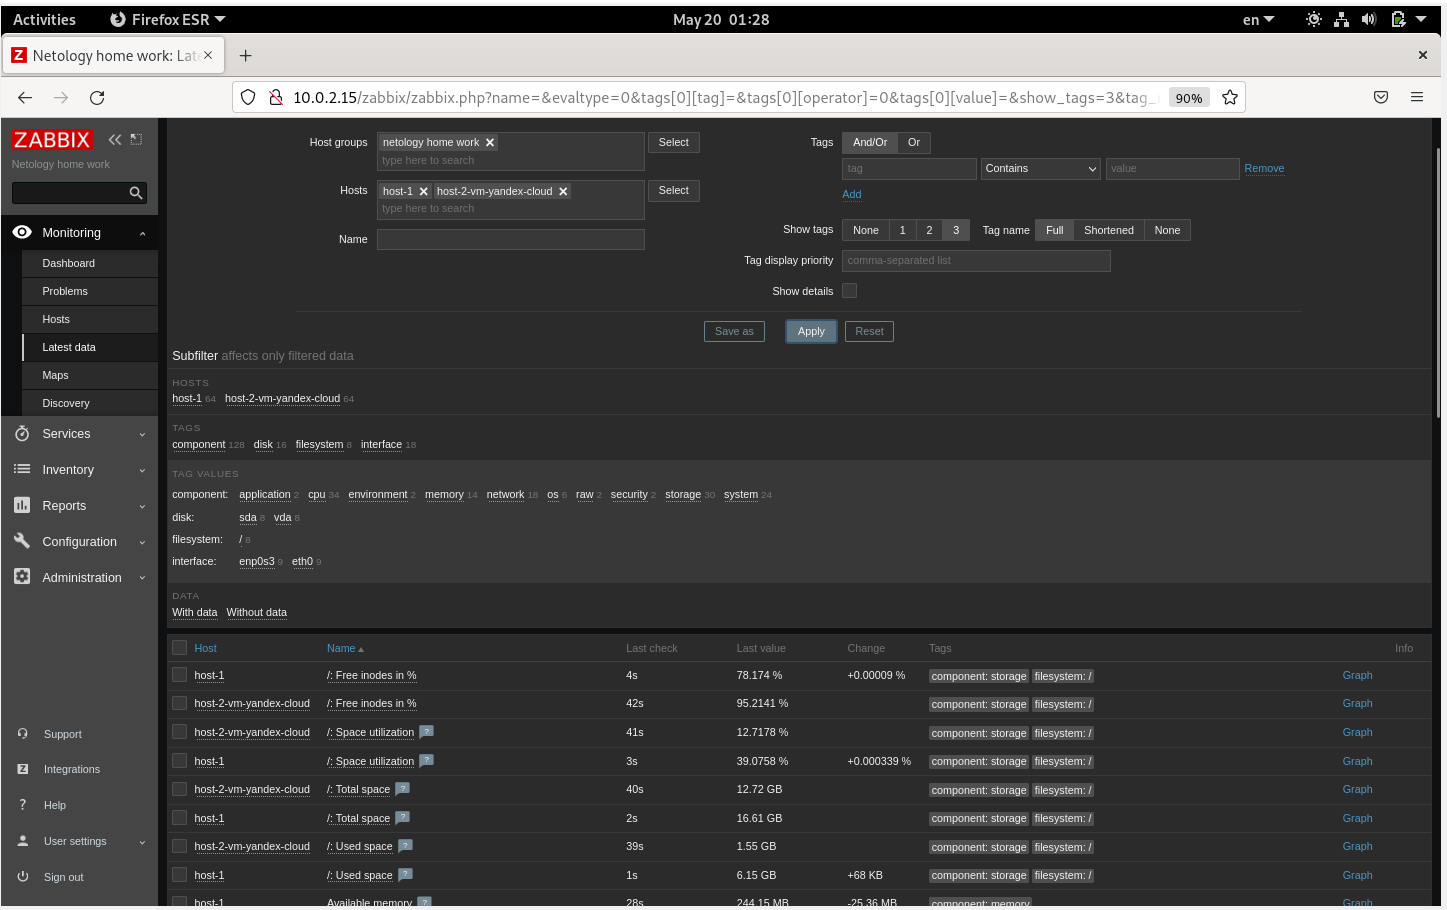 Activities Firefox ESR May 20 01:28 en
Netology home work: Late
10.0.2.15/zabbix/zabbix.php?name=&evaltype=0&tags[0][tag]=&tags[0][operator]=0&tags[0][value]=&show_tags=3&tag_ 90%
ZABBIX
Netology home work
Monitoring
Dashboard
Problems
Hosts
Latest data
Maps
Discovery
Services
Inventory
Reports
Configuration
Administration
Support
Integrations
Help
User settings
Sign out
Host groups netology home work Select
type here to search
Hosts host-1 host-2-vm-yandex-cloud Select
type here to search
Name
Tags And/Or Or
tag Contains value Remove
Add
Show tags None 1 2 3 Tag name Full Shortened None
Tag display priority comma-separated list
Show details
Save as Apply Reset
Subfilter affects only filtered data
HOSTS
host-1 64 host-2-vm-yandex-cloud 64
TAGS
component 128 disk 16 filesystem 8 interface 18
TAG VALUES
component: application 2 cpu 34 environment 2 memory 14 network 18 os 6 raw 2 security 2 storage 30 system 24
disk: sda 8 vda 8
filesystem: / 8
interface: enp0s3 9 eth0 9
DATA
With data Without data
Host Name Last check Last value Change Tags Info
host-1 /: Free inodes in % 4s 78.174 % +0.00009 % component: storage filesystem: / Graph
host-2-vm-yandex-cloud /: Free inodes in % 42s 95.2141 % component: storage filesystem: / Graph
host-2-vm-yandex-cloud /: Space utilization ? 41s 12.7178 % component: storage filesystem: / Graph
host-1 /: Space utilization ? 3s 39.0758 % +0.000339 % component: storage filesystem: / Graph
host-2-vm-yandex-cloud /: Total space ? 40s 12.72 GB component: storage filesystem: / Graph
host-1 /: Total space ? 2s 16.61 GB component: storage filesystem: / Graph
host-2-vm-yandex-cloud /: Used space ? 39s 1.55 GB component: storage filesystem: / Graph
host-1 /: Used space ? 1s 6.15 GB +68 KB component: storage filesystem: / Graph
host-1 Available memory ? 28s 244.15 MB -25.36 MB component: memory Graph